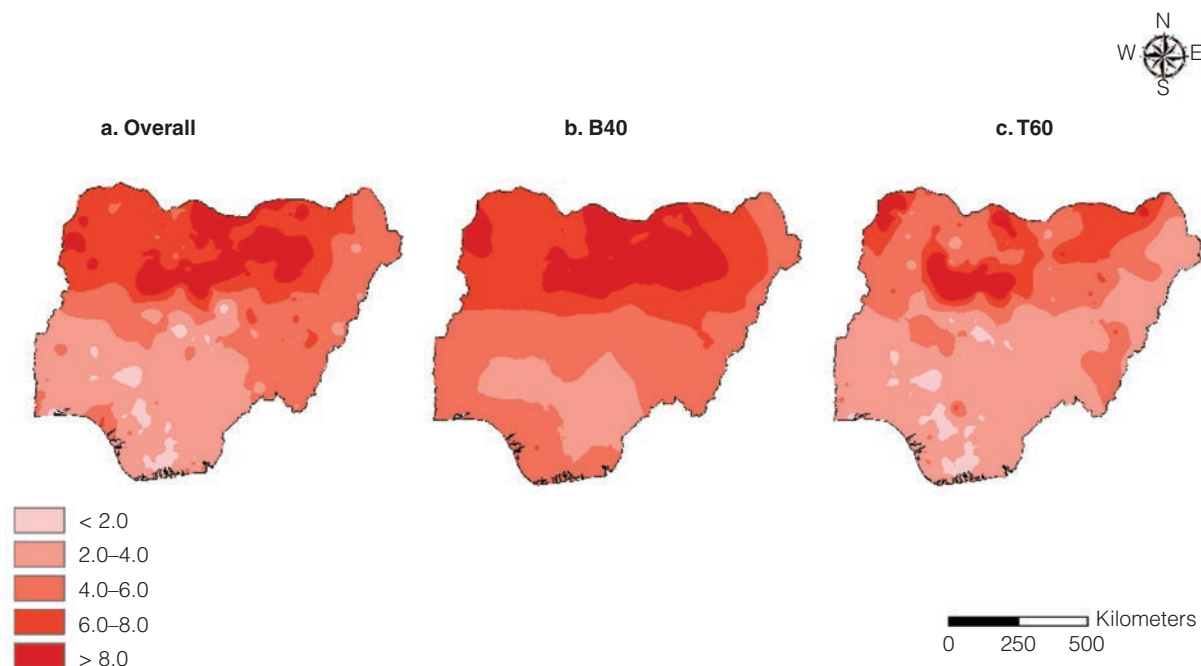 N
W E
S
a. Overall
b. B40
c. T60
< 2.0
2.0–4.0
4.0–6.0
6.0–8.0
> 8.0
Kilometers
0 250 500